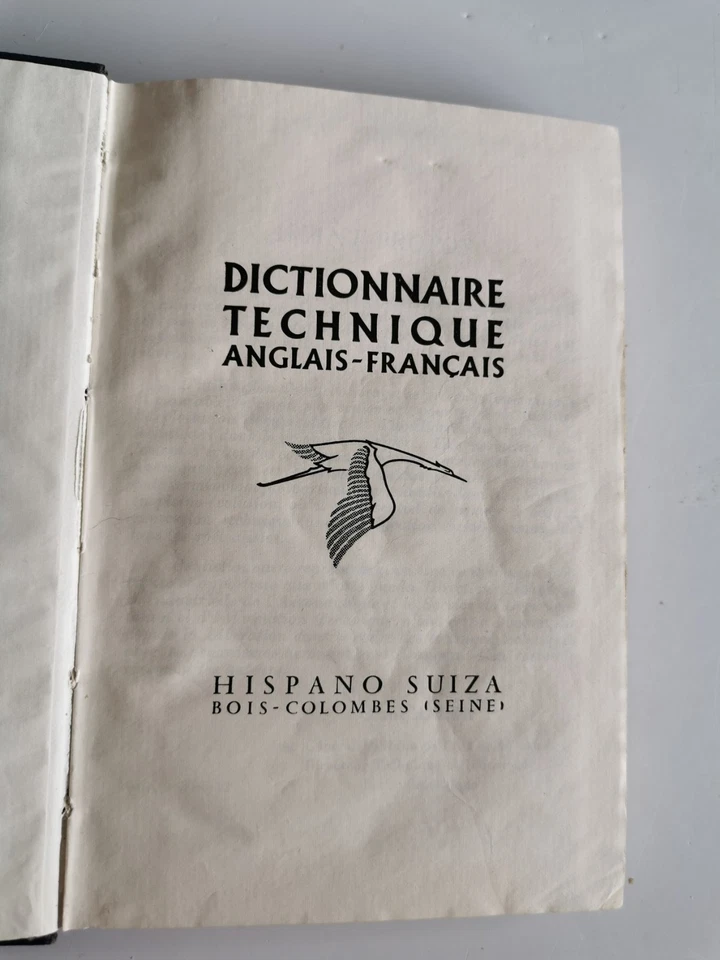 DICTIONNAIRE
TECHNIQUE
ANGLAIS-FRANÇAIS
HISPANO SUIZA
BOIS-COLOMBES (SEINE)